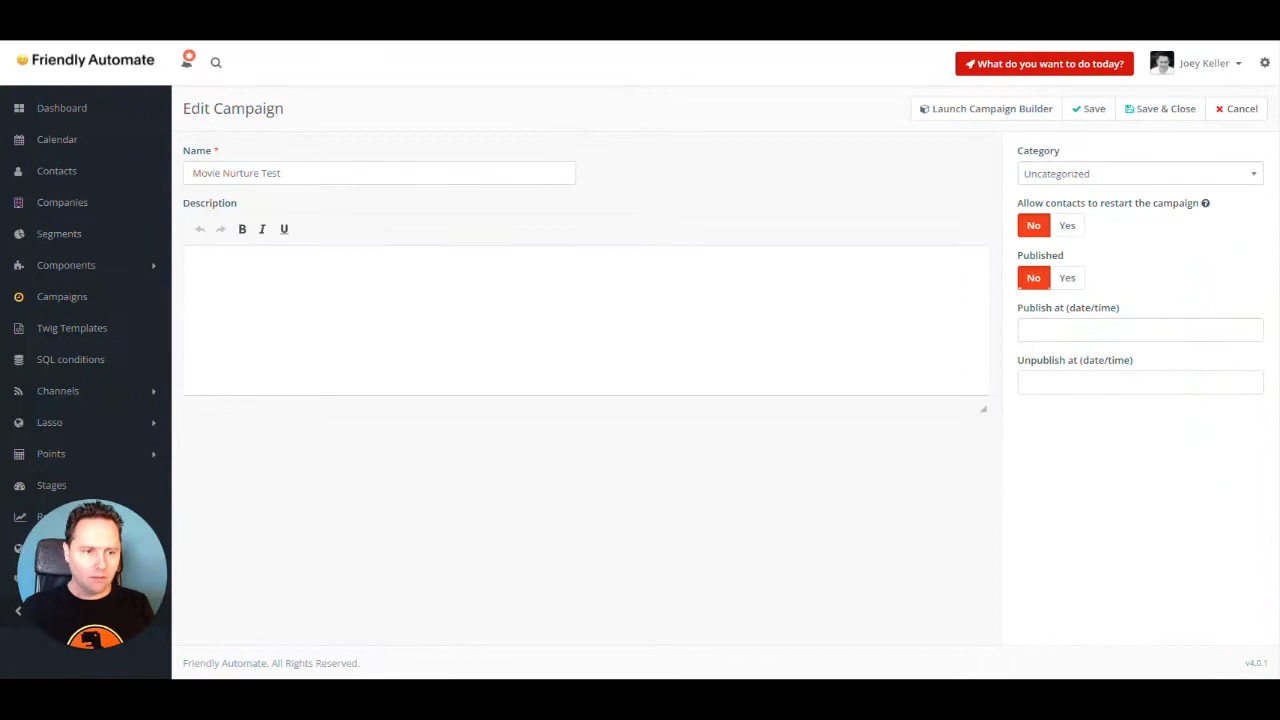 Friendly Automate
What do you want to do today?
Joey Keller
Dashboard
Calendar
Contacts
Companies
Segments
Components
Campaigns
Twig Templates
SQL conditions
Channels
Lasso
Points
Stages
Edit Campaign
Launch Campaign Builder
Save
Save & Close
Cancel
Name *
Movie Nurture Test
Description
B I U
Category
Uncategorized
Allow contacts to restart the campaign
No Yes
Published
No Yes
Publish at (date/time)
Unpublish at (date/time)
Friendly Automate. All Rights Reserved.
v4.0.1